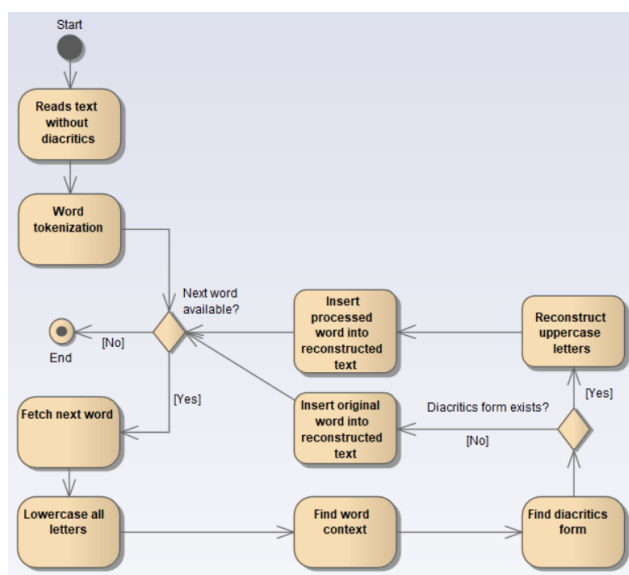 Start
Reads text
without
diacritics
Word
tokenization
Next word
available?
[No]
End
[Yes]
Insert
processed
word into
reconstructed
text
Reconstruct
uppercase
letters
[Yes]
Diacritics form exists?
[No]
Insert original
word into
reconstructed
text
Fetch next word
Lowercase all
letters
Find word
context
Find diacritics
form